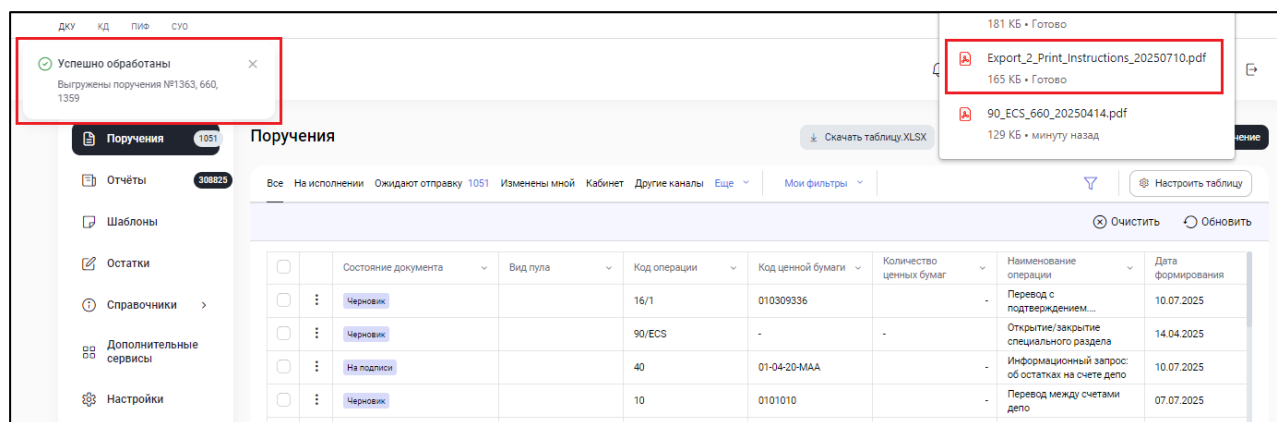 ДКУ КД ПИФ СУО
181 КБ • Готово
Успешно обработаны
Выгружены поручения №1363, 660,
1359
Export_2_Print_Instructions_20250710.pdf
165 КБ • Готово
90_ECS_660_20250414.pdf
129 КБ • минуту назад
Поручения 1051
Отчёты 308825
Шаблоны
Остатки
Справочники
Дополнительные
сервисы
Настройки
Поручения
Скачать таблицу.XLSX
чение
Все На исполнении Ожидают отправку 1051 Изменены мной Кабинет Другие каналы Еще Мои фильтры Настроить таблицу
Очистить Обновить
Состояние документа Вид пула Код операции Код ценной бумаги Количество ценных бумаг Наименование операции Дата формирования
Черновик 16/1 010309336 - Перевод с
подтверждением.... 10.07.2025
Черновик 90/ECS - - Открытие/закрытие
специального раздела 14.04.2025
На подписи 40 01-04-20-MAA - Информационный запрос:
об остатках на счете депо 10.07.2025
Черновик 10 0101010 - Перевод между счетами
депо 07.07.2025